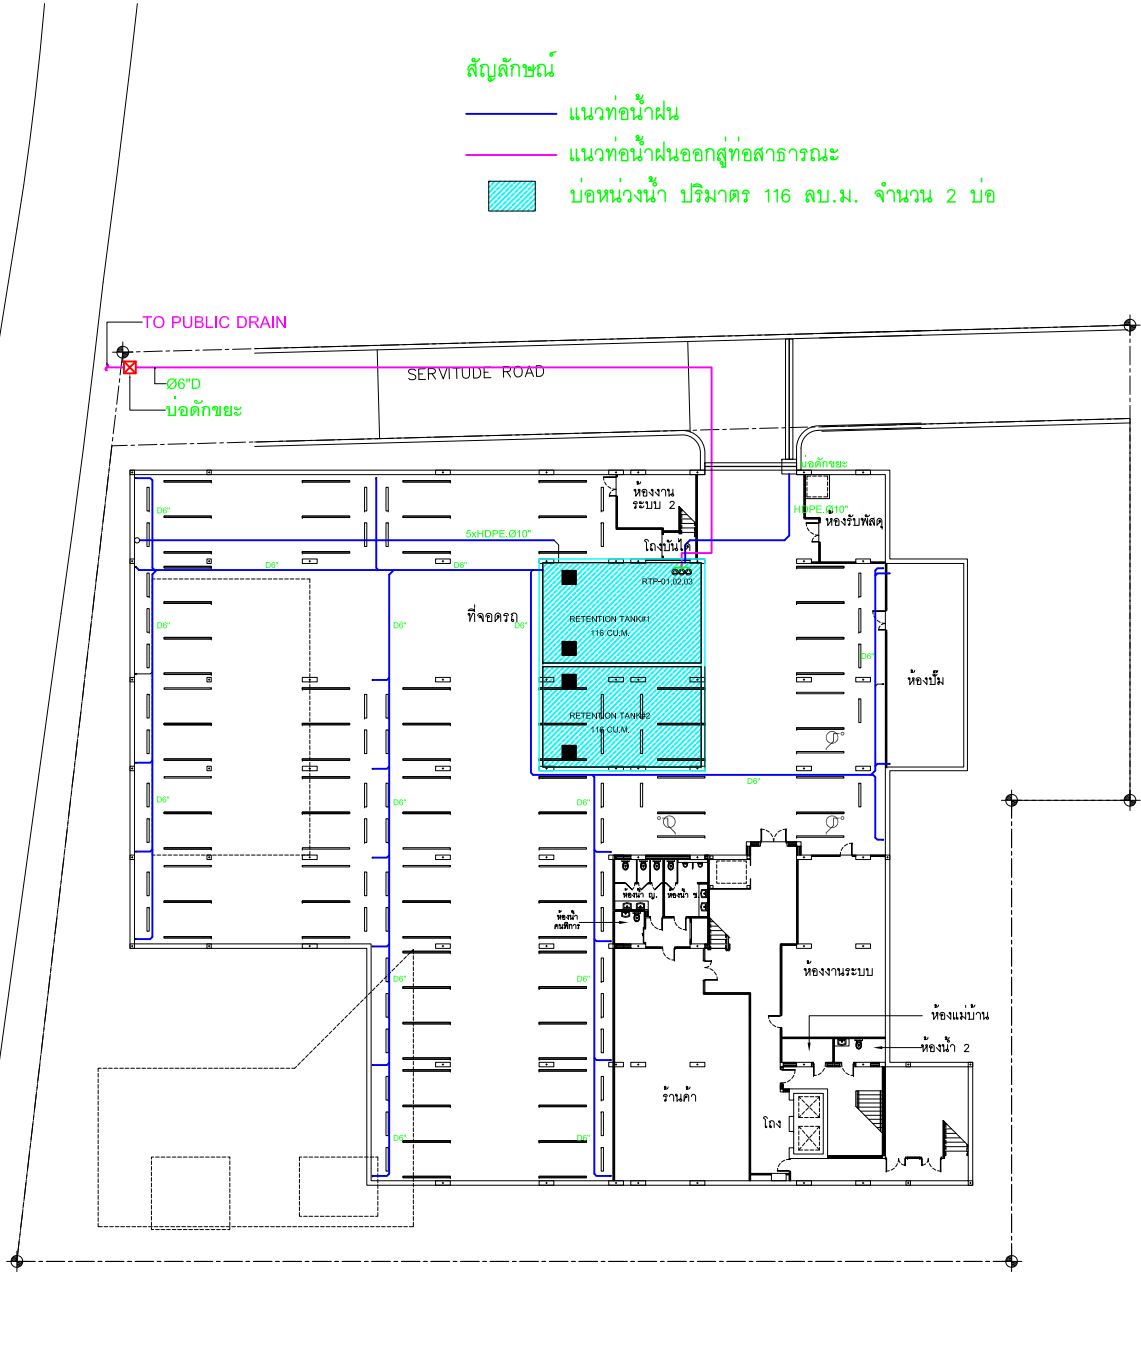 สัญลักษณ์
แนวท่อน้ำฝน
แนวท่อน้ำฝนออกสู่ท่อสาธารณะ
บ่อหน่วงน้ำ ปริมาตร 116 ลบ.ม. จำนวน 2 บ่อ
TO PUBLIC DRAIN
SERVITUDE ROAD
Ø6"D
บ่อดักขยะ
บ่อดักขยะ
ห้องงาน
ระบบ 2
D6"
HDPE.Ø10"
ห้องรับพัสดุ
5xHDPE.Ø10"
โถงบันได
D6"
D6"
RTP-01,02,03
ที่จอดรถ
RETENTION TANK#1
116 CU.M.
D6"
D6"
D6"
D6"
ห้องปั๊ม
RETENTION TANK#2
116 CU.M.
D6"
D6"
D6"
D6"
ห้องน้ำ ญ.
ห้องน้ำ ช.
ห้องน้ำ
คนพิการ
D6"
D6"
ห้องงานระบบ
ห้องแม่บ้าน
ห้องน้ำ 2
ร้านค้า
โถง
D6"
D6"